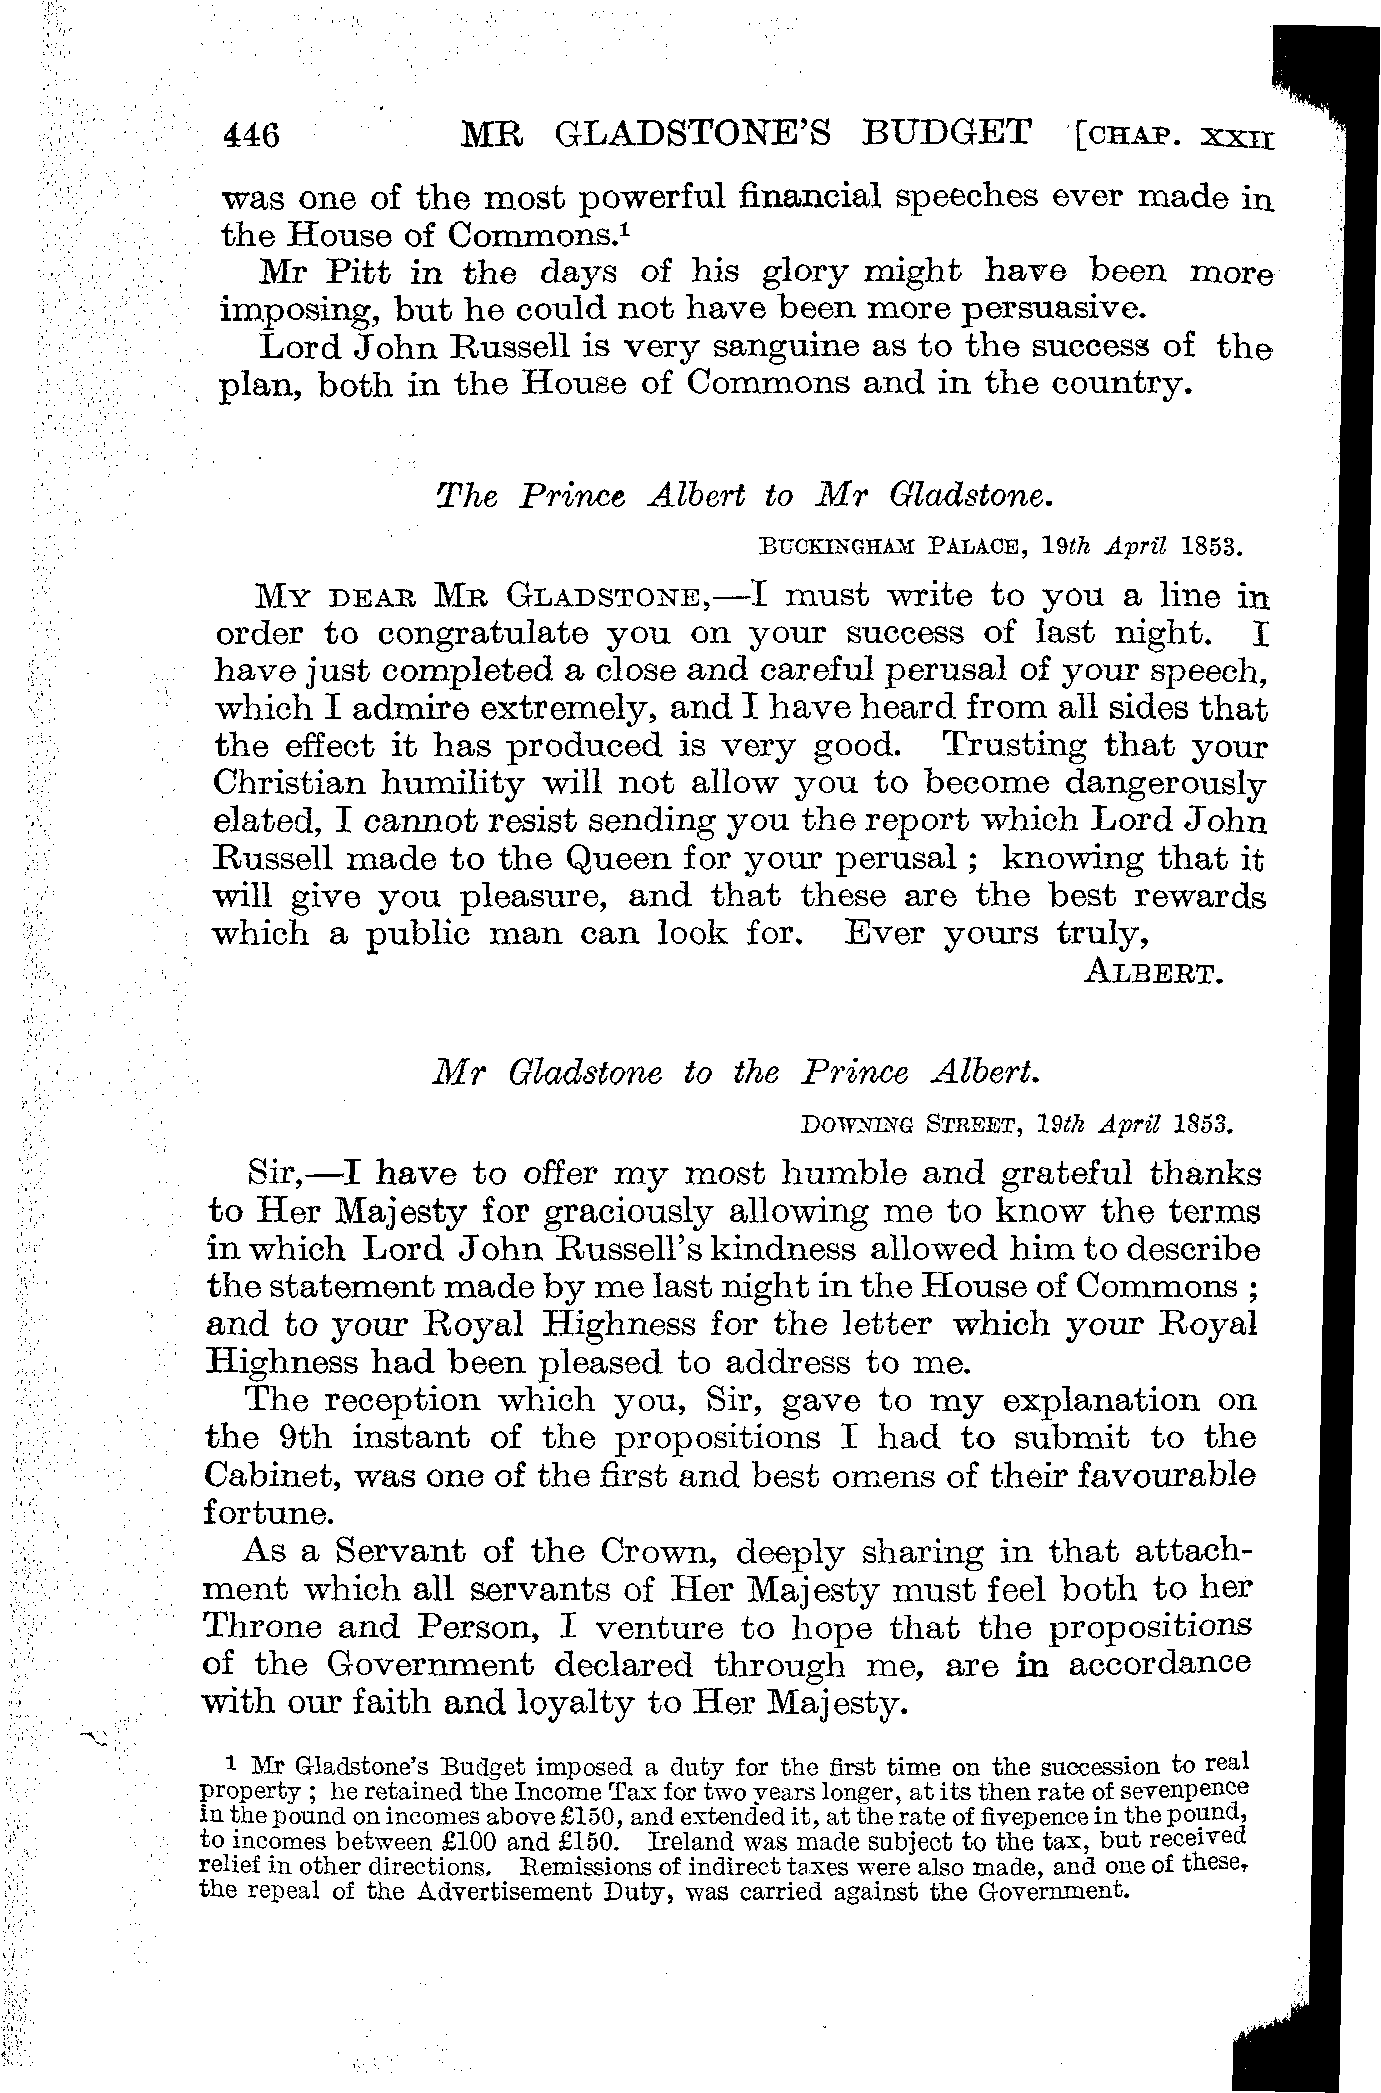 446 MR GLADSTONE'S BUDGET [CHAP. XXII
was one of the most powerful financial speeches ever made in
the House of Commons.¹
Mr Pitt in the days of his glory might have been more
imposing, but he could not have been more persuasive.
Lord John Russell is very sanguine as to the success of the
plan, both in the House of Commons and in the country.
The Prince Albert to Mr Gladstone.
BUCKINGHAM PALACE, 19th April 1853.
MY DEAR MR GLADSTONE,—I must write to you a line in
order to congratulate you on your success of last night. I
have just completed a close and careful perusal of your speech,
which I admire extremely, and I have heard from all sides that
the effect it has produced is very good. Trusting that your
Christian humility will not allow you to become dangerously
elated, I cannot resist sending you the report which Lord John
Russell made to the Queen for your perusal ; knowing that it
will give you pleasure, and that these are the best rewards
which a public man can look for. Ever yours truly,
ALBERT.
Mr Gladstone to the Prince Albert.
DOWNING STREET, 19th April 1853.
Sir,—I have to offer my most humble and grateful thanks
to Her Majesty for graciously allowing me to know the terms
in which Lord John Russell's kindness allowed him to describe
the statement made by me last night in the House of Commons ;
and to your Royal Highness for the letter which your Royal
Highness had been pleased to address to me.
The reception which you, Sir, gave to my explanation on
the 9th instant of the propositions I had to submit to the
Cabinet, was one of the first and best omens of their favourable
fortune.
As a Servant of the Crown, deeply sharing in that attach-
ment which all servants of Her Majesty must feel both to her
Throne and Person, I venture to hope that the propositions
of the Government declared through me, are in accordance
with our faith and loyalty to Her Majesty.
1 Mr Gladstone's Budget imposed a duty for the first time on the succession to real
property ; he retained the Income Tax for two years longer, at its then rate of sevenpence
in the pound on incomes above £150, and extended it, at the rate of fivepence in the pound,
to incomes between £100 and £150. Ireland was made subject to the tax, but received
relief in other directions. Remissions of indirect taxes were also made, and one of these,
the repeal of the Advertisement Duty, was carried against the Government.